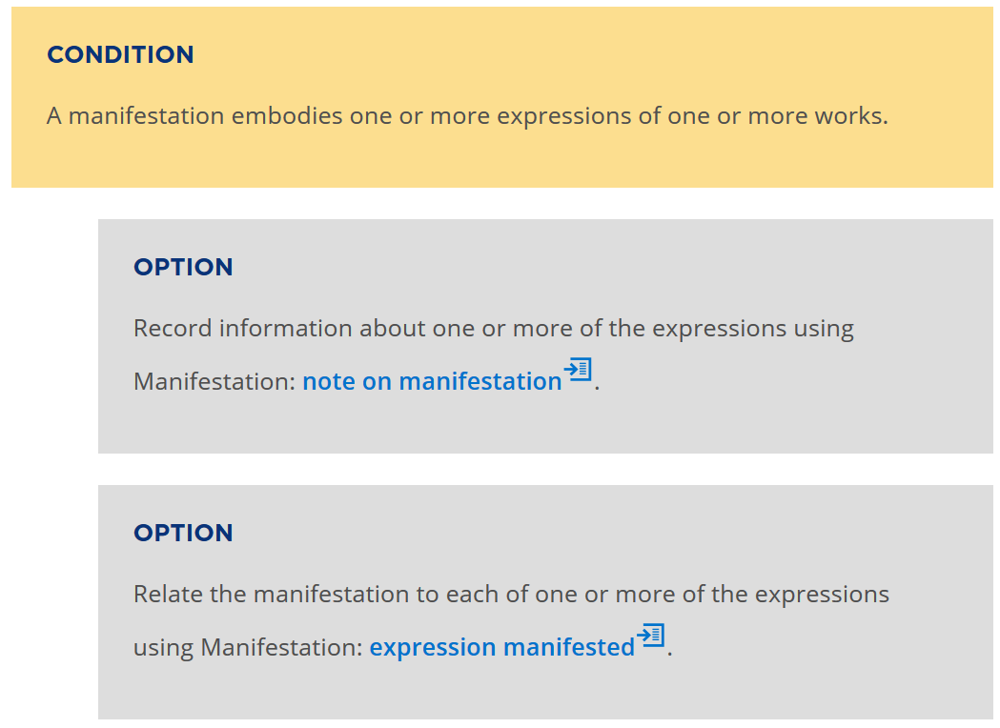 CONDITION
A manifestation embodies one or more expressions of one or more works.
OPTION
Record information about one or more of the expressions using
Manifestation: note on manifestation.
OPTION
Relate the manifestation to each of one or more of the expressions
using Manifestation: expression manifested.